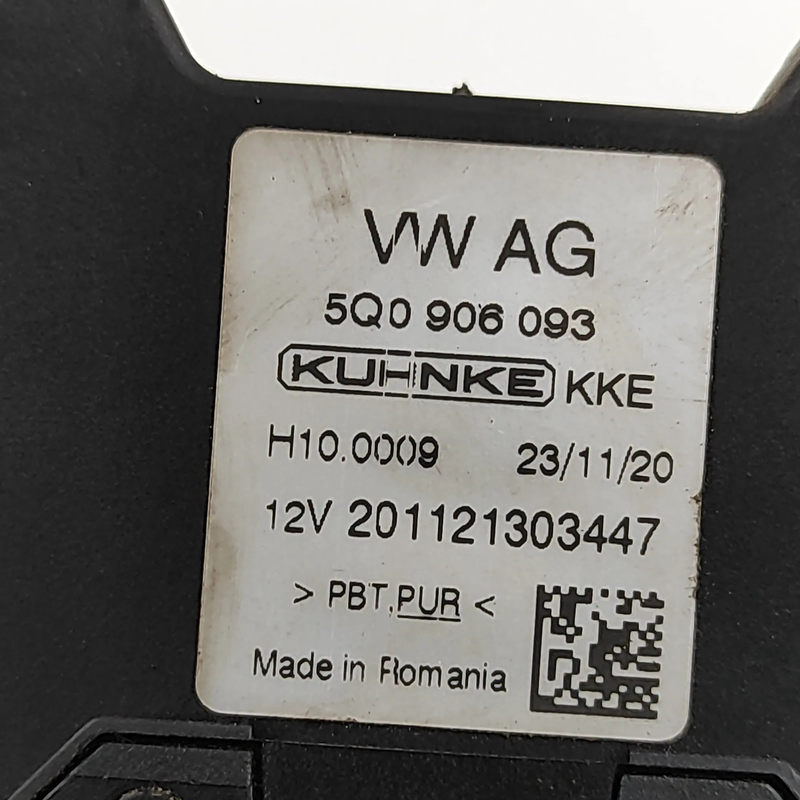 VW AG
5Q0 906 093
KUHNKE KKE
H10.0009 23/11/20
12V 201121303447
> PBT,PUR <
Made in Romania